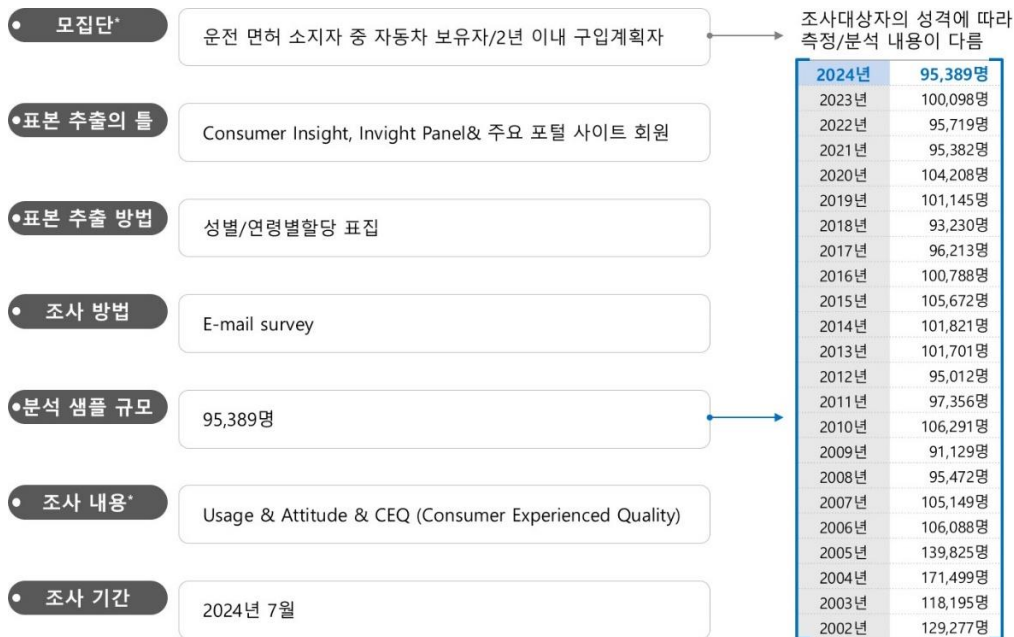 모집단*
운전 면허 소지자 중 자동차 보유자/2년 이내 구입계획자
조사대상자의 성격에 따라
측정/분석 내용이 다름
표본 추출의 틀
Consumer Insight, Invight Panel& 주요 포털 사이트 회원
표본 추출 방법
성별/연령별할당 표집
조사 방법
E-mail survey
분석 샘플 규모
95,389명
조사 내용*
Usage & Attitude & CEQ (Consumer Experienced Quality)
조사 기간
2024년 7월
2024년 95,389명
2023년 100,098명
2022년 95,719명
2021년 95,382명
2020년 104,208명
2019년 101,145명
2018년 93,230명
2017년 96,213명
2016년 100,788명
2015년 105,672명
2014년 101,821명
2013년 101,701명
2012년 95,012명
2011년 97,356명
2010년 106,291명
2009년 91,129명
2008년 95,472명
2007년 105,149명
2006년 106,088명
2005년 139,825명
2004년 171,499명
2003년 118,195명
2002년 129,277명